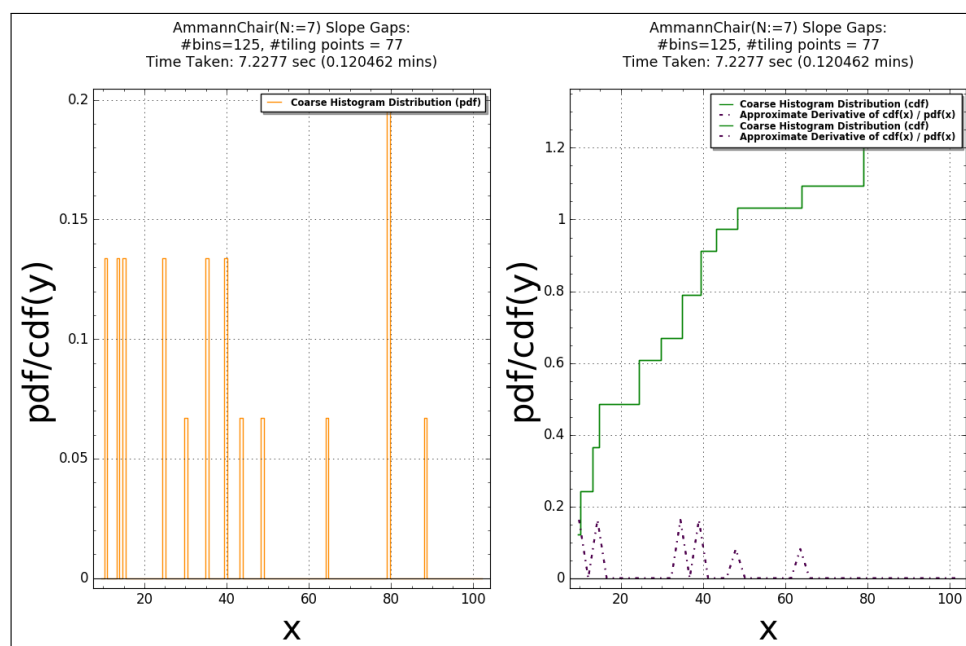 AmmannChair(N:=7) Slope Gaps:
#bins=125, #tiling points = 77
Time Taken: 7.2277 sec (0.120462 mins)
Coarse Histogram Distribution (pdf)
0.2
0.15
0.1
0.05
0
pdf/cdf(y)
20 40 60 80 100
x
AmmannChair(N:=7) Slope Gaps:
#bins=125, #tiling points = 77
Time Taken: 7.2277 sec (0.120462 mins)
Coarse Histogram Distribution (cdf)
Approximate Derivative of cdf(x) / pdf(x)
Coarse Histogram Distribution (cdf)
Approximate Derivative of cdf(x) / pdf(x)
1.2
1
0.8
0.6
0.4
0.2
0
pdf/cdf(y)
20 40 60 80 100
x